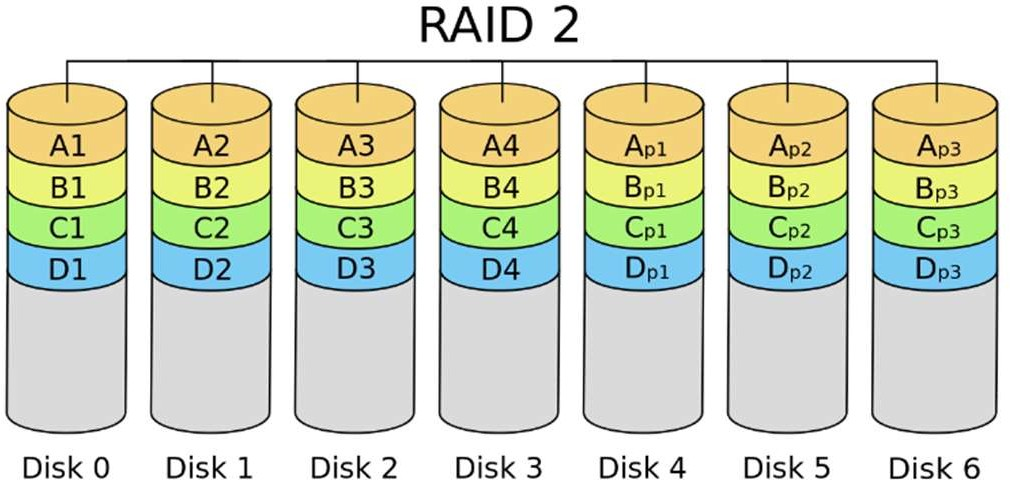 RAID 2
A1 A2 A3 A4 Ap1 Ap2 Ap3
B1 B2 B3 B4 Bp1 Bp2 Bp3
C1 C2 C3 C4 Cp1 Cp2 Cp3
D1 D2 D3 D4 Dp1 Dp2 Dp3
Disk 0 Disk 1 Disk 2 Disk 3 Disk 4 Disk 5 Disk 6